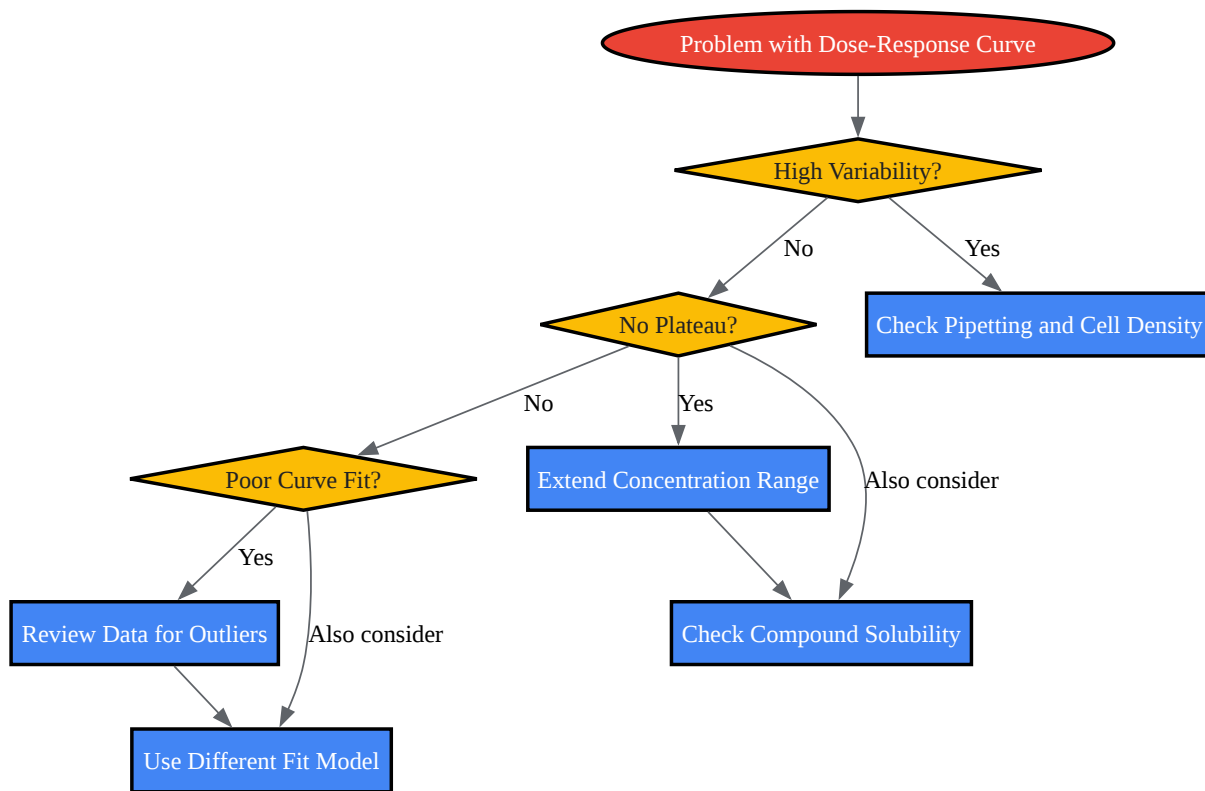 Problem with Dose-Response Curve
High Variability?
No
Yes
No Plateau?
Check Pipetting and Cell Density
No
Yes
Poor Curve Fit?
Extend Concentration Range
Also consider
Yes
Review Data for Outliers
Also consider
Check Compound Solubility
Use Different Fit Model